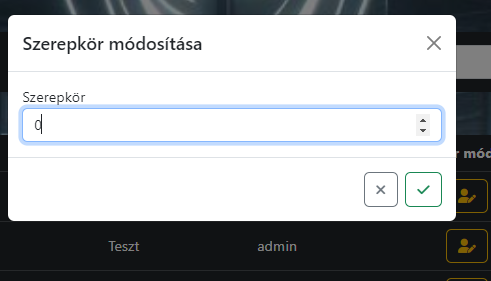 Szerepkör módosítása
Szerepkör
0
r mód
Teszt admin